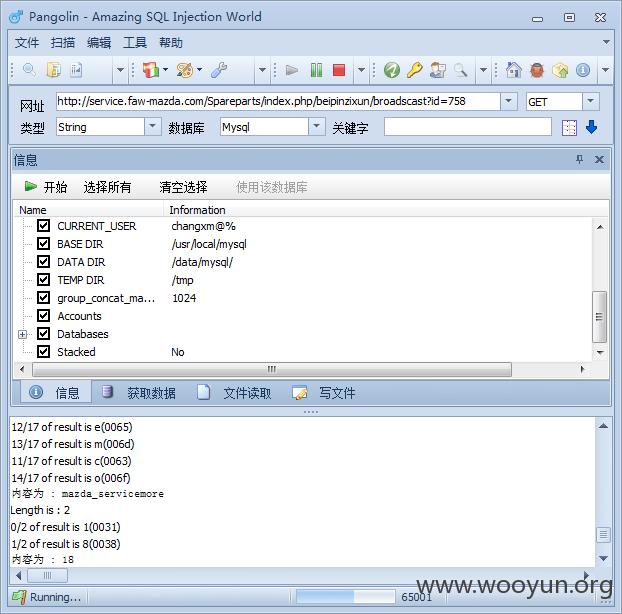 Pangolin - Amazing SQL Injection World
文件 扫描 编辑 工具 帮助
网址 http://service.faw-mazda.com/Spareparts/index.php/beipinzixun/broadscast?id=758 GET
类型 String 数据库 Mysql 关键字
信息
开始 选择所有 清空选择 使用该数据库
Name Information
CURRENT_USER changxm@%
BASE DIR /usr/local/mysql
DATA DIR /data/mysql/
TEMP DIR /tmp
group_concat_ma... 1024
Accounts
Databases
Stacked No
信息 获取数据 文件读取 写文件
12/17 of result is e(0065)
13/17 of result is m(006d)
11/17 of result is c(0063)
14/17 of result is o(006f)
内容为 : mazda_servicemore
Length is : 2
0/2 of result is 1(0031)
1/2 of result is 8(0038)
内容为 : 18
www.wooyun.org
Running... 65001